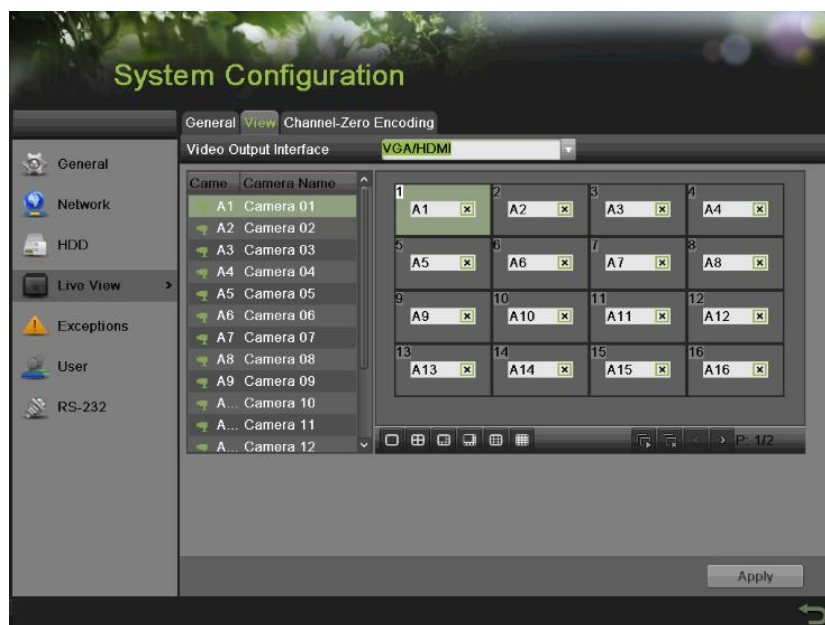 System Configuration
General View Channel-Zero Encoding
Video Output Interface VGA/HDMI
General
Network
HDD
Live View >
Exceptions
User
RS-232
Came... Camera Name
A1 Camera 01
A2 Camera 02
A3 Camera 03
A4 Camera 04
A5 Camera 05
A6 Camera 06
A7 Camera 07
A8 Camera 08
A9 Camera 09
A... Camera 10
A... Camera 11
A... Camera 12
1 2 3 4
A1 A2 A3 A4
5 6 7 8
A5 A6 A7 A8
9 10 11 12
A9 A10 A11 A12
13 14 15 16
A13 A14 A15 A16
P: 1/2
Apply